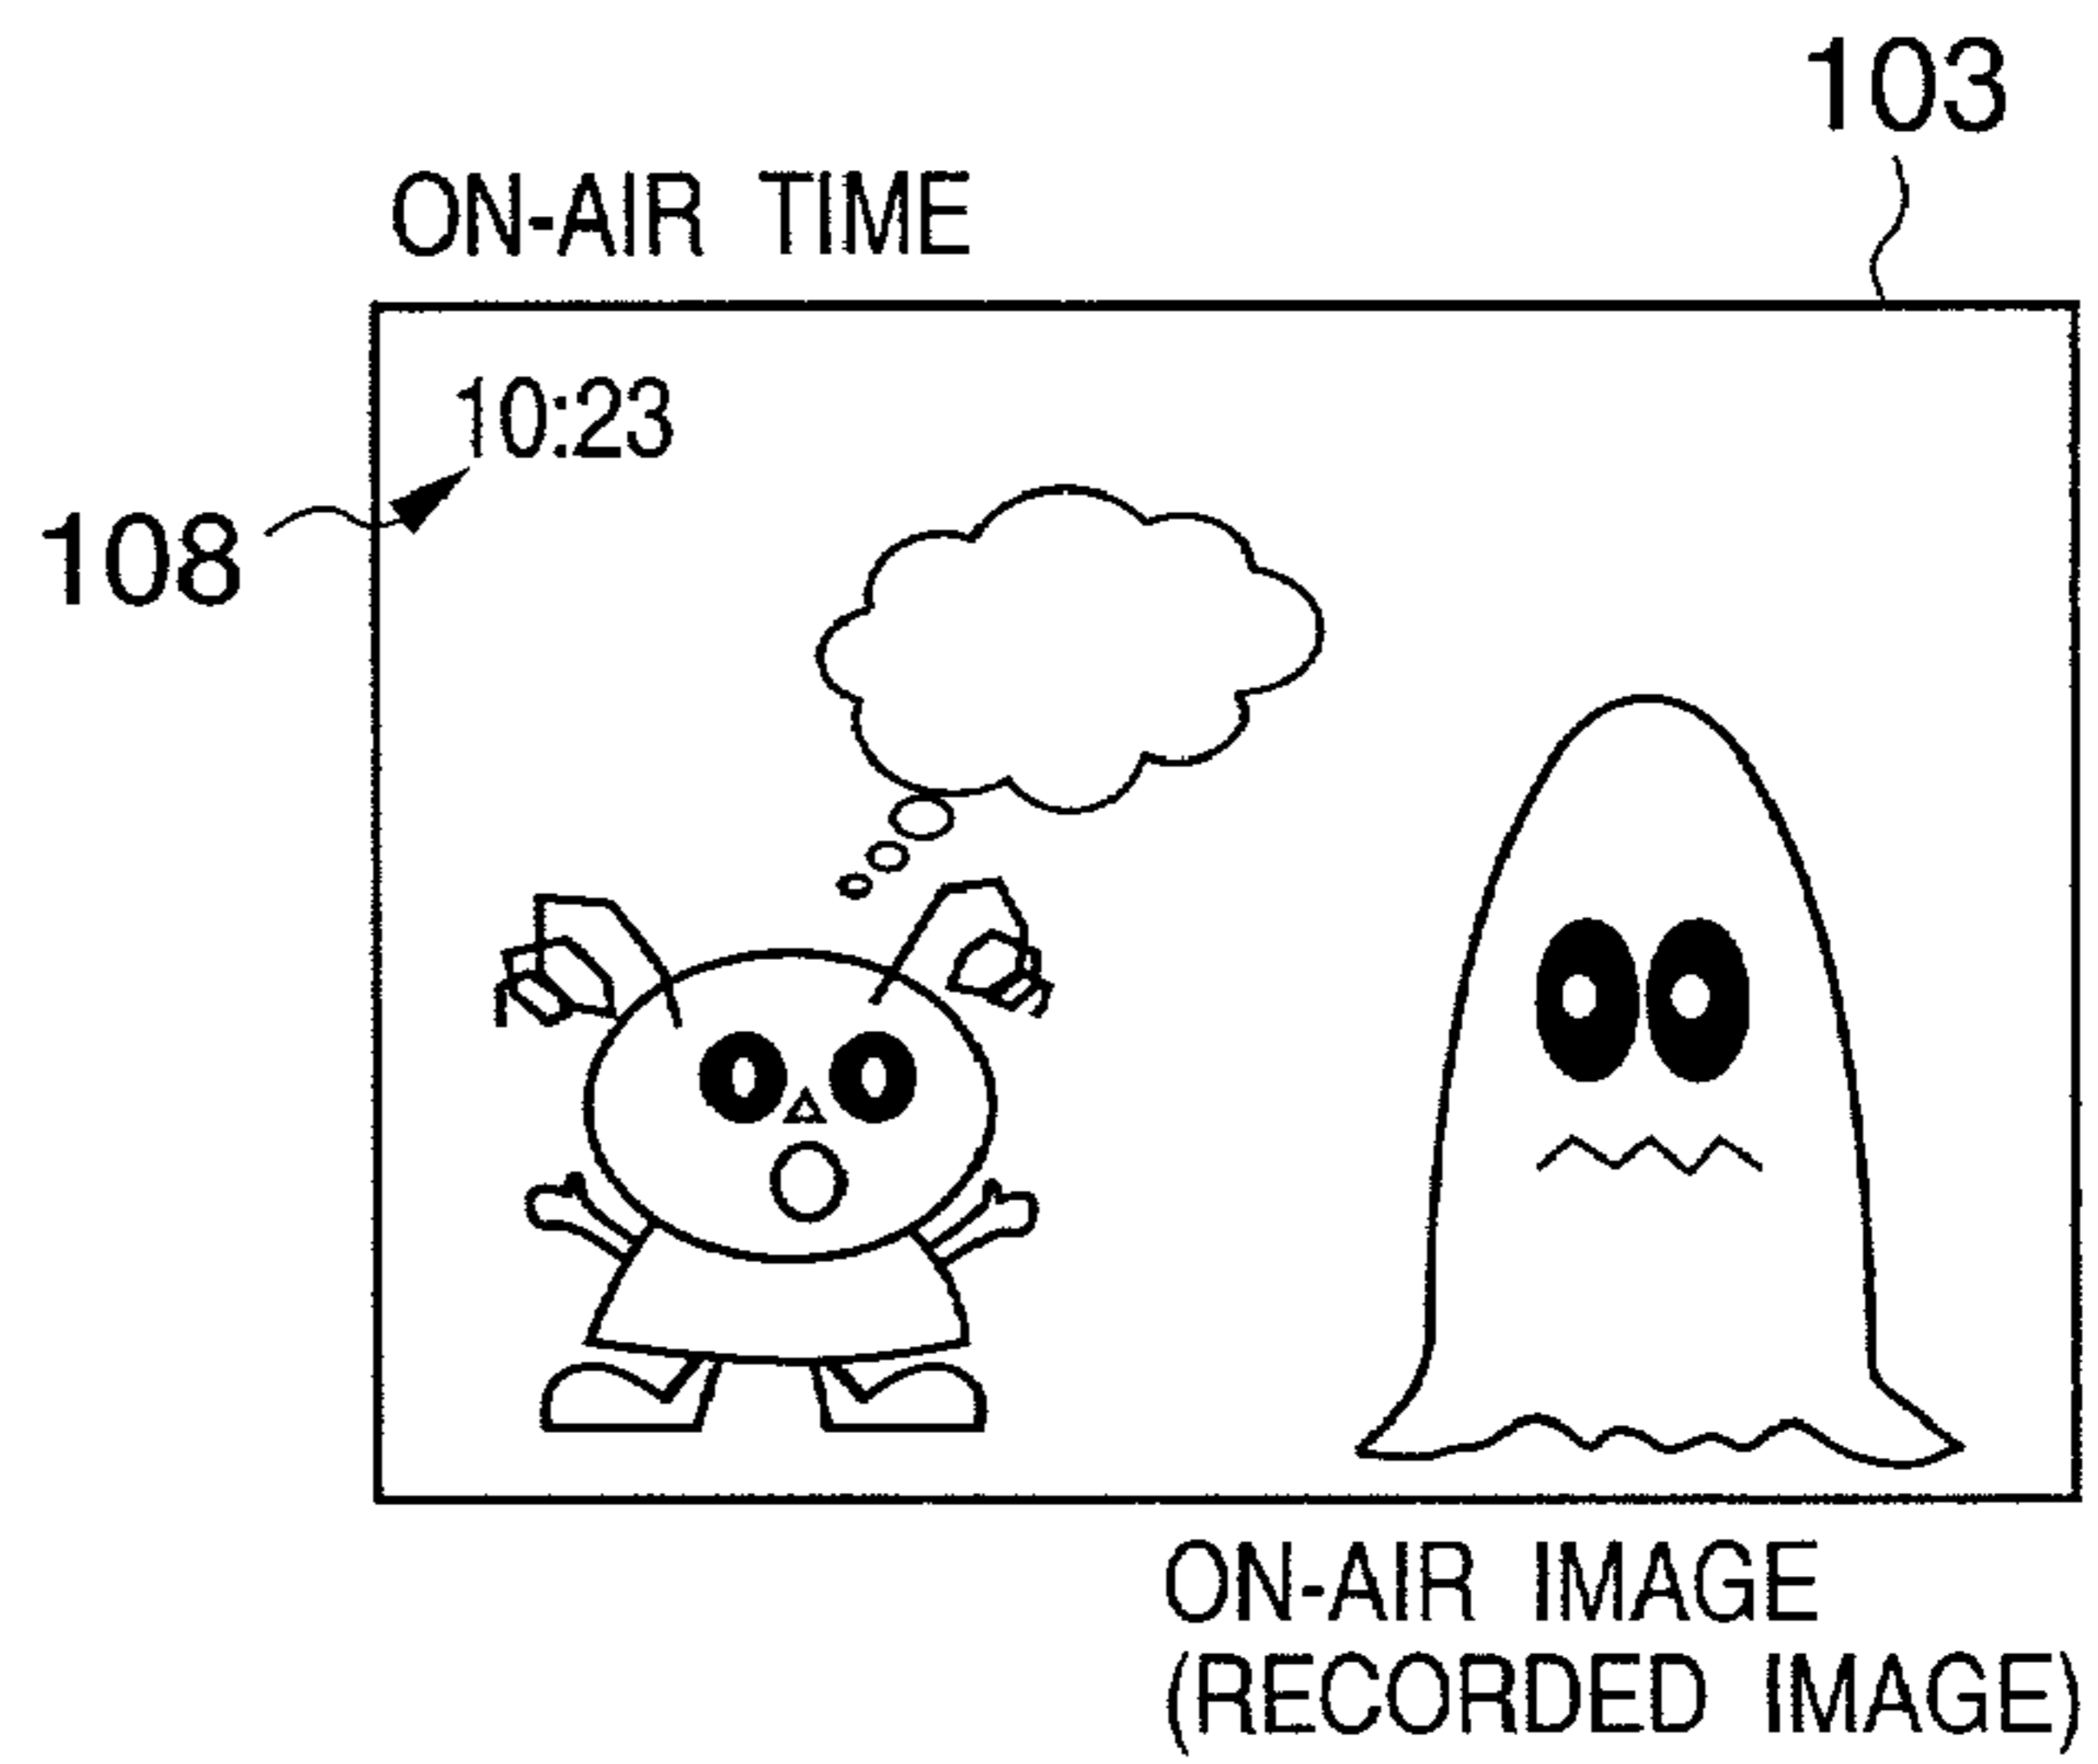 103
ON-AIR TIME
10:23
108
ON-AIR IMAGE
(RECORDED IMAGE)